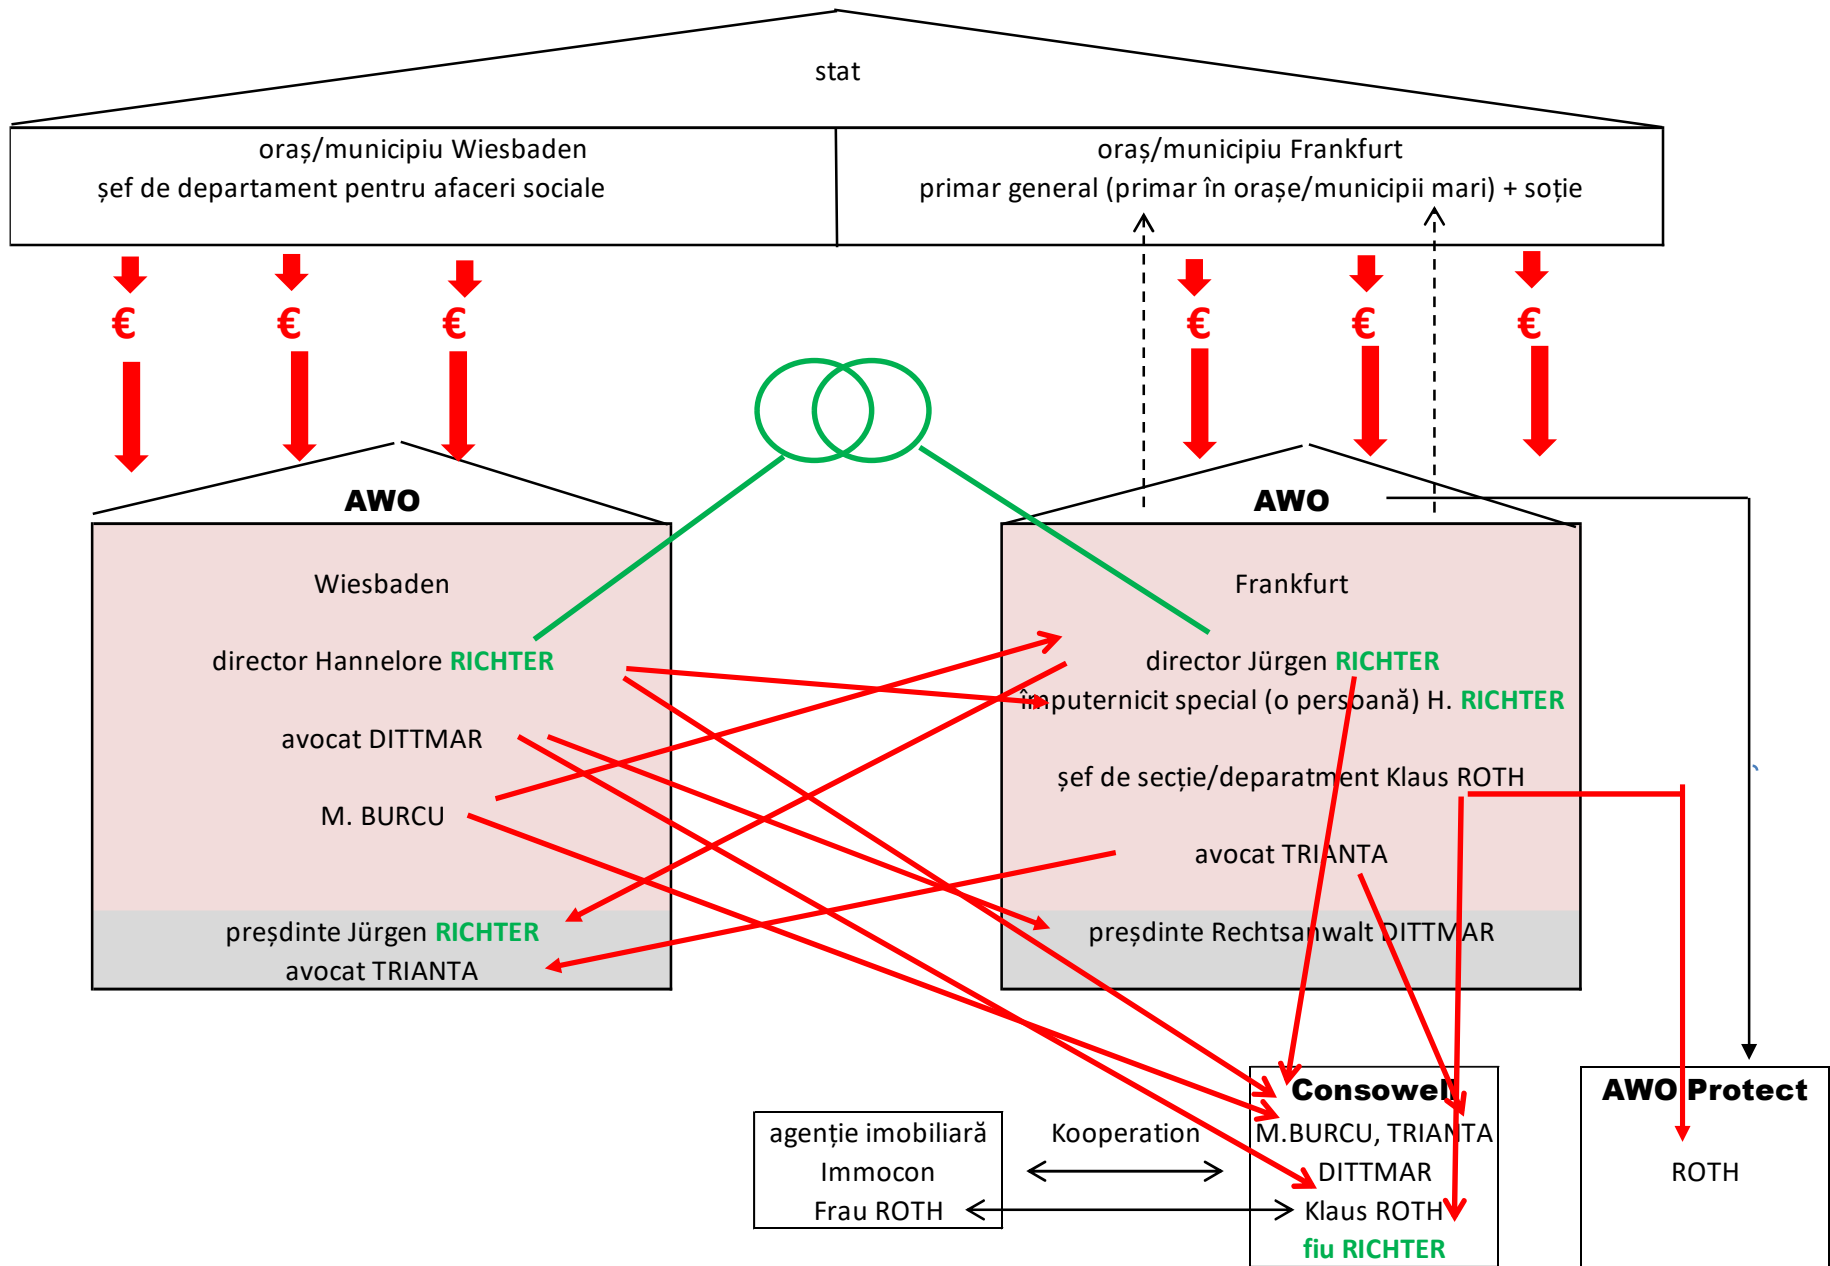 stat
oraș/municipiu Wiesbaden
șef de departament pentru afaceri sociale
oraș/municipiu Frankfurt
primar general (primar în orașe/municipii mari) + soție
€ € € € € €
AWO
Wiesbaden
director Hannelore RICHTER
avocat DITTMAR
M. BURCU
preșdinte Jürgen RICHTER
avocat TRIANTA
AWO
Frankfurt
director Jürgen RICHTER
împuternicit special (o persoană) H. RICHTER
șef de secție/deparatment Klaus ROTH
avocat TRIANTA
preșdinte Rechtsanwalt DITTMAR
agenție imobiliară
Immocon
Frau ROTH
Kooperation
Consowell
M.BURCU, TRIANTA
DITTMAR
Klaus ROTH
fiu RICHTER
AWO Protect
ROTH